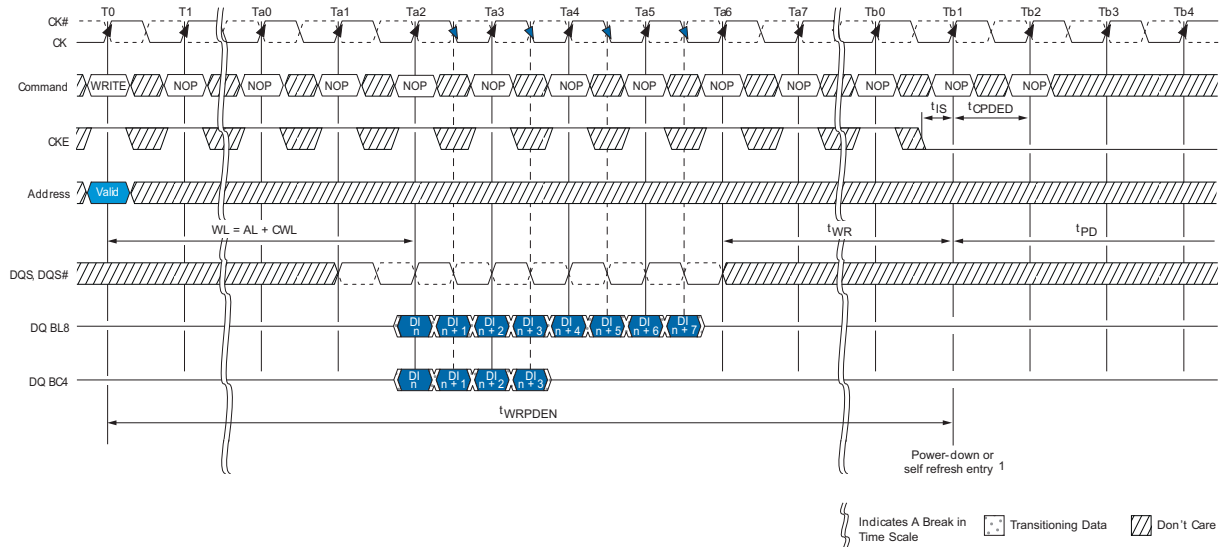 T0 T1 Ta0 Ta1 Ta2 Ta3 Ta4 Ta5 Ta6 Ta7 Tb0 Tb1 Tb2 Tb3 Tb4
CK#
CK
Command WRITE NOP NOP NOP NOP NOP NOP NOP NOP NOP NOP NOP NOP
tIS tCPDED
CKE
Address Valid
WL = AL + CWL tWR tPD
DQS, DQS#
DQ BL8 DI n DI n + 1 DI n + 2 DI n + 3 DI n + 4 DI n + 5 DI n + 6 DI n + 7
DQ BC4 DI n DI n + 1 DI n + 2 DI n + 3
tWRPDEN
Power-down or
self refresh entry 1
Indicates A Break in
Time Scale
Transitioning Data
Don't Care